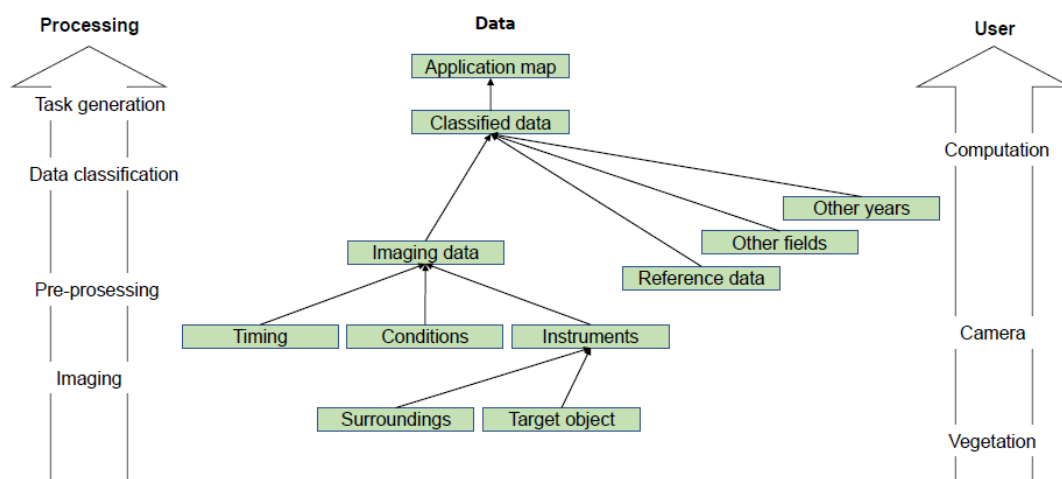 Processing
Data
User
Application map
Task generation
Classified data
Computation
Data classification
Other years
Other fields
Imaging data
Reference data
Pre-prosessing
Timing
Conditions
Instruments
Camera
Imaging
Surroundings
Target object
Vegetation